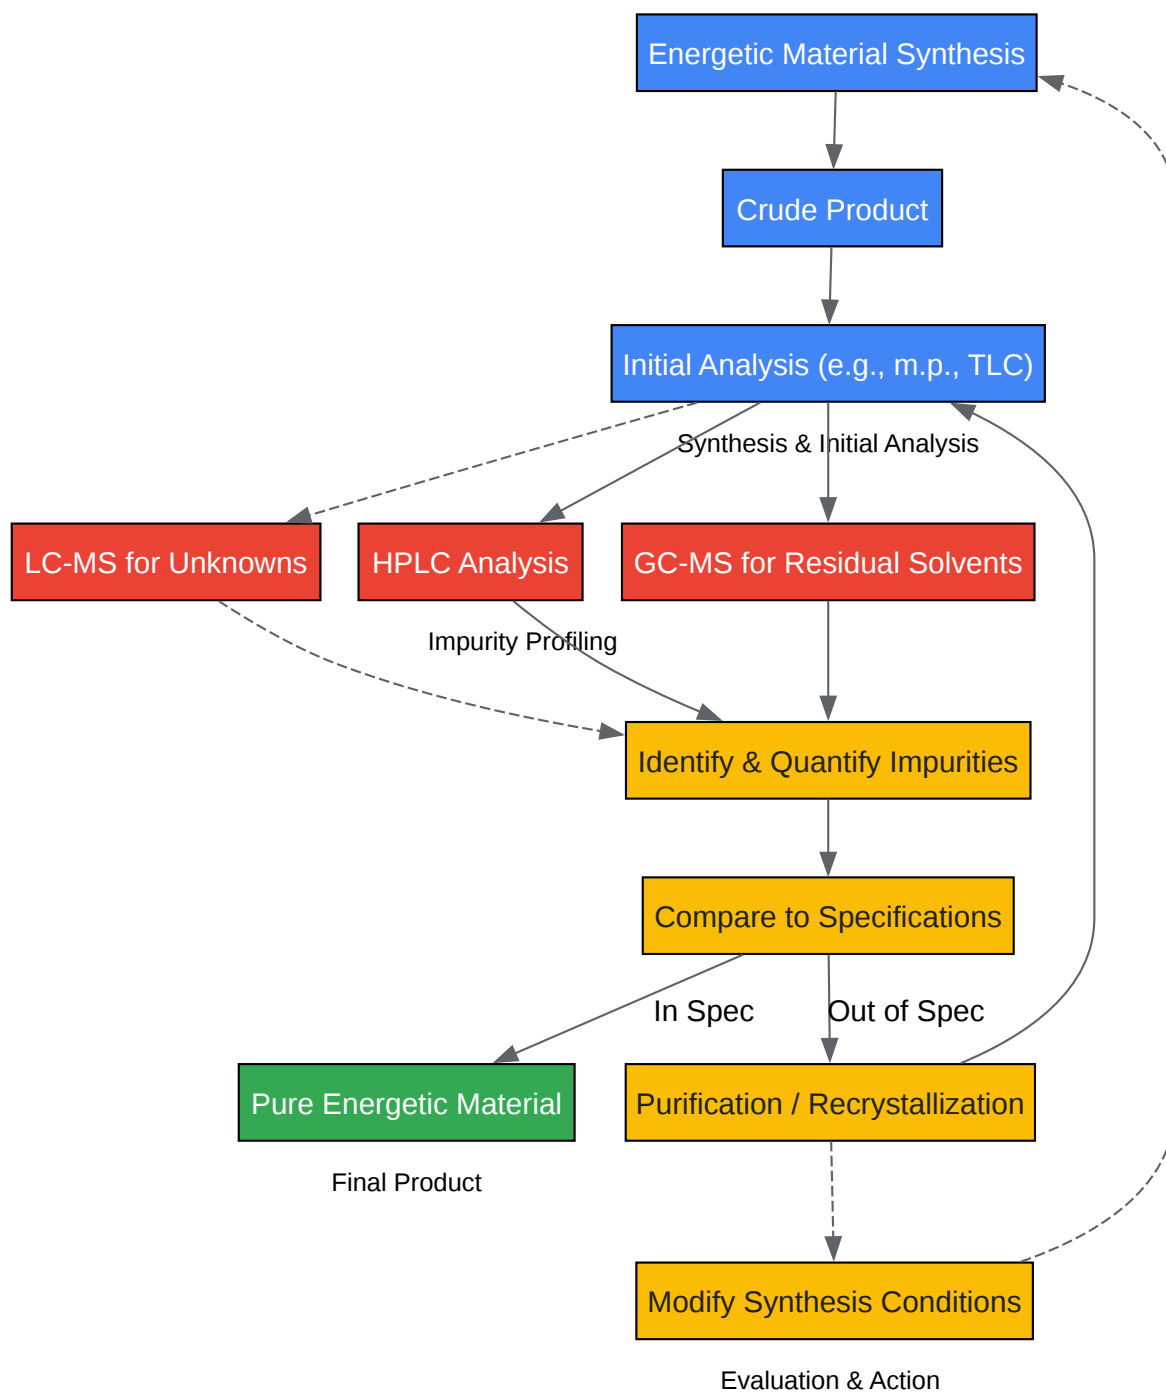 Energetic Material Synthesis
Crude Product
Initial Analysis (e.g., m.p., TLC)
Synthesis & Initial Analysis
LC-MS for Unknowns
HPLC Analysis
GC-MS for Residual Solvents
Impurity Profiling
Identify & Quantify Impurities
Compare to Specifications
In Spec
Out of Spec
Pure Energetic Material
Purification / Recrystallization
Final Product
Modify Synthesis Conditions
Evaluation & Action